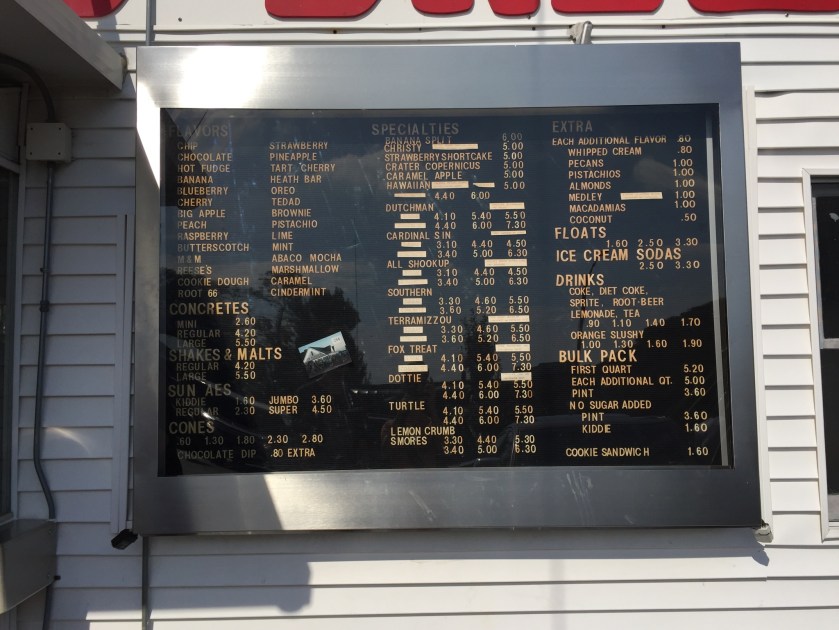 FLAVORS
CHIP STRAWBERRY
CHOCOLATE PINEAPPLE
HOT FUDGE TART CHERRY
BANANA HEATH BAR
BLUEBERRY OREO
CHERRY TEDAD
BIG APPLE BROWNIE
PEACH PISTACHIO
RASPBERRY LIME
BUTTERSCOTCH MINT
M&M ABACO MOCHA
REESE'S MARSHMALLOW
COOKIE DOUGH CARAMEL
ROOT 66 CINDERMINT
CONCRETES
MINI 2.60
REGULAR 4.20
LARGE 5.50
SHAKES & MALTS
REGULAR 4.20
LARGE 5.50
SUN AES
KIDDIE 1.60 JUMBO 3.60
REGULAR 2.30 SUPER 4.50
CONES
.60 1.30 1.80 2.30 2.80
CHOCOLATE DIP .80 EXTRA
SPECIALTIES
BANANA SPLIT 6.00
CHRISTY 5.00
STRAWBERRY SHORTCAKE 5.00
CRATER COPERNICUS 5.00
CARAMEL APPLE 5.00
HAWAIIAN 5.00
4.40 6.00
DUTCHMAN
4.10 5.40 5.50
4.40 6.00 7.30
CARDINAL SIN
3.10 4.40 4.50
3.40 5.00 6.30
ALL SHOOKUP
3.10 4.40 4.50
3.40 5.00 6.30
SOUTHERN
3.30 4.60 5.50
3.60 5.20 6.50
TERRAMIZZOU
3.30 4.60 5.50
3.60 5.20 6.50
FOX TREAT
4.10 5.40 5.50
4.40 6.00 7.30
DOTTIE
4.10 5.40 5.50
4.40 6.00 7.30
TURTLE
4.10 5.40 5.50
4.40 6.00 7.30
LEMON CRUMB
SMORES 3.30 4.40 5.30
3.40 5.00 6.30
EXTRA
EACH ADDITIONAL FLAVOR .80
WHIPPED CREAM .80
PECANS 1.00
PISTACHIOS 1.00
ALMONDS 1.00
MEDLEY 1.00
MACADAMIAS 1.00
COCONUT .50
FLOATS
1.60 2.50 3.30
ICE CREAM SODAS
2.50 3.30
DRINKS
COKE, DIET COKE,
SPRITE, ROOT-BEER
LEMONADE, TEA
.90 1.10 1.40 1.70
ORANGE SLUSHY
1.00 1.30 1.60 1.90
BULK PACK
FIRST QUART 5.20
EACH ADDITIONAL QT. 5.00
PINT 3.60
NO SUGAR ADDED
PINT 3.60
KIDDIE 1.60
COOKIE SANDWICH 1.60